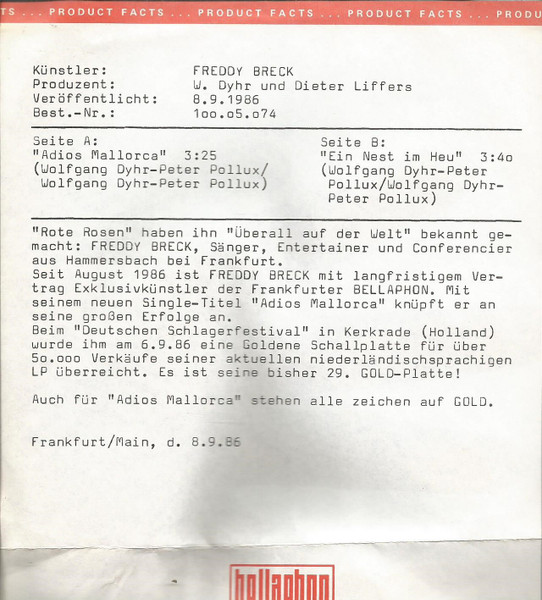 TS ... PRODUCT FACTS ... PRODUCT FACTS ... PRODUCT FACTS ... PRODU
Künstler: FREDDY BRECK
Produzent: W. Dyhr und Dieter Liffers
Veröffentlicht: 8.9.1986
Best.-Nr.: 1oo.o5.o74
Seite A:
"Adios Mallorca" 3:25
(Wolfgang Dyhr-Peter Pollux/
Wolfgang Dyhr-Peter Pollux)
Seite B:
"Ein Nest im Heu" 3:4o
(Wolfgang Dyhr-Peter
Pollux/Wolfgang Dyhr-
Peter Pollux)
"Rote Rosen" haben ihn "Überall auf der Welt" bekannt ge-
macht: FREDDY BRECK, Sänger, Entertainer und Conferencier
aus Hammersbach bei Frankfurt.
Seit August 1986 ist FREDDY BRECK mit langfristigem Ver-
trag Exklusivkünstler der Frankfurter BELLAPHON. Mit
seinem neuen Single-Titel "Adios Mallorca" knüpft er an
seine großen Erfolge an.
Beim "Deutschen Schlagerfestival" in Kerkrade (Holland)
wurde ihm am 6.9.86 eine Goldene Schallplatte für über
5o.ooo Verkäufe seiner aktuellen niederländischsprachigen
LP überreicht. Es ist seine bisher 29. GOLD-Platte!
Auch für "Adios Mallorca" stehen alle zeichen auf GOLD.
Frankfurt/Main, d. 8.9.86
bellaphon